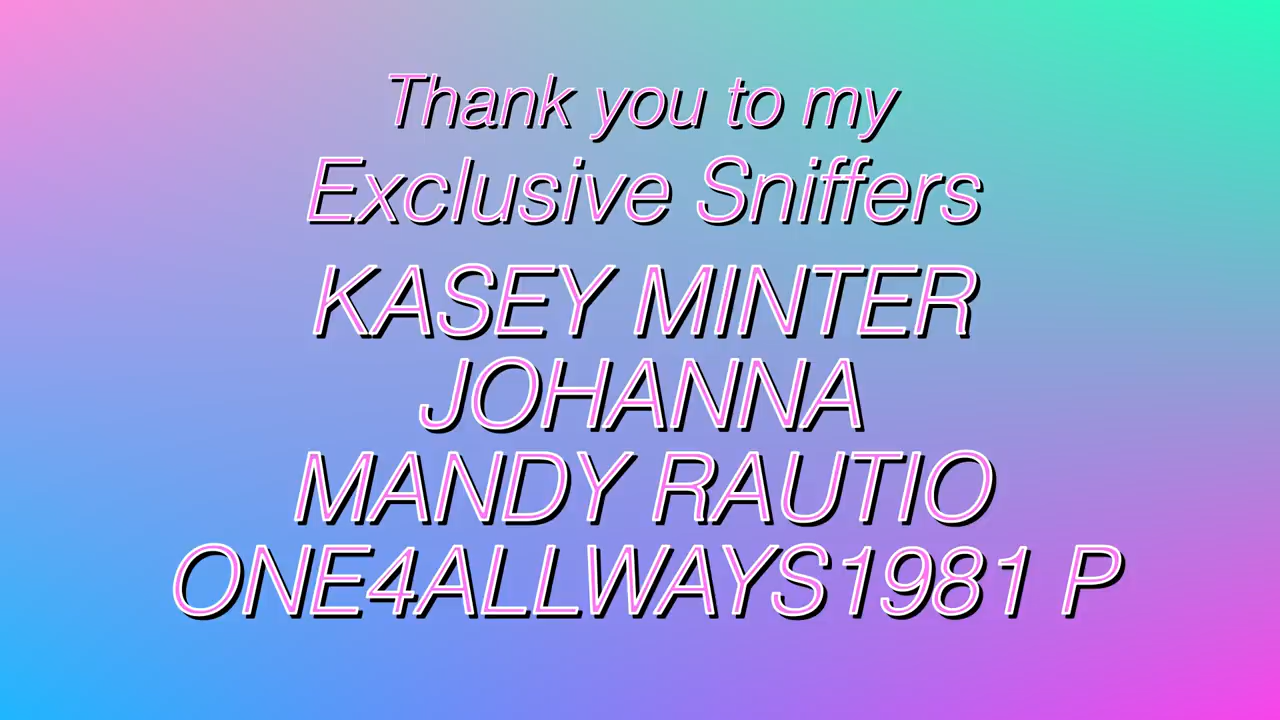 Thank you to my
Exclusive Sniffers
KASEY MINTER
JOHANNA
MANDY RAUTIO
ONE4ALLWAYS1981 P